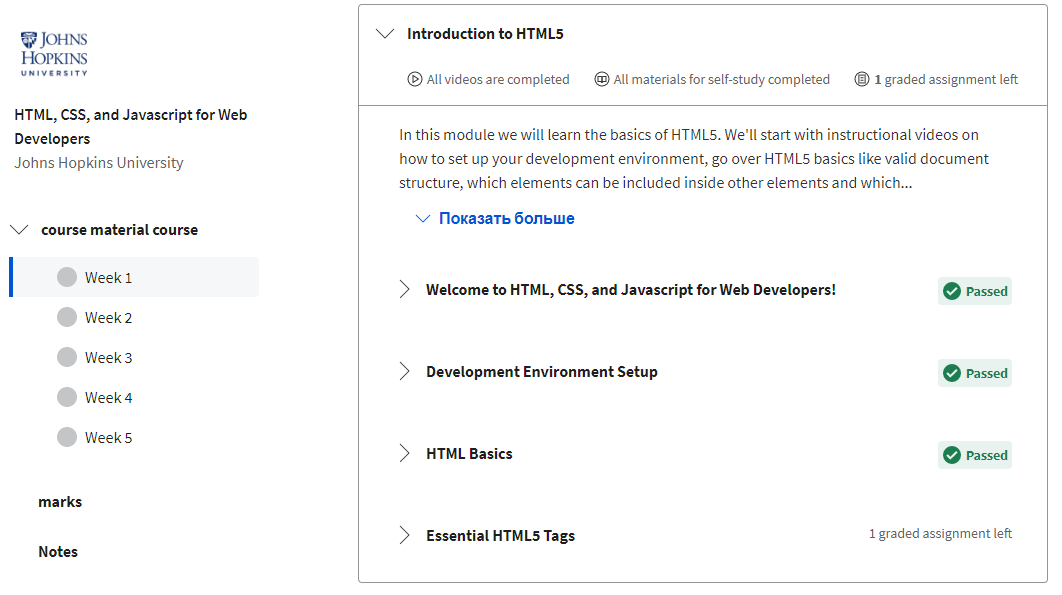 JOHNS
HOPKINS
UNIVERSITY
HTML, CSS, and Javascript for Web
Developers
Johns Hopkins University
course material course
Week 1
Week 2
Week 3
Week 4
Week 5
marks
Notes
Introduction to HTML5
All videos are completed All materials for self-study completed 1 graded assignment left
In this module we will learn the basics of HTML5. We'll start with instructional videos on
how to set up your development environment, go over HTML5 basics like valid document
structure, which elements can be included inside other elements and which...
Показать больше
Welcome to HTML, CSS, and Javascript for Web Developers! Passed
Development Environment Setup Passed
HTML Basics Passed
Essential HTML5 Tags 1 graded assignment left